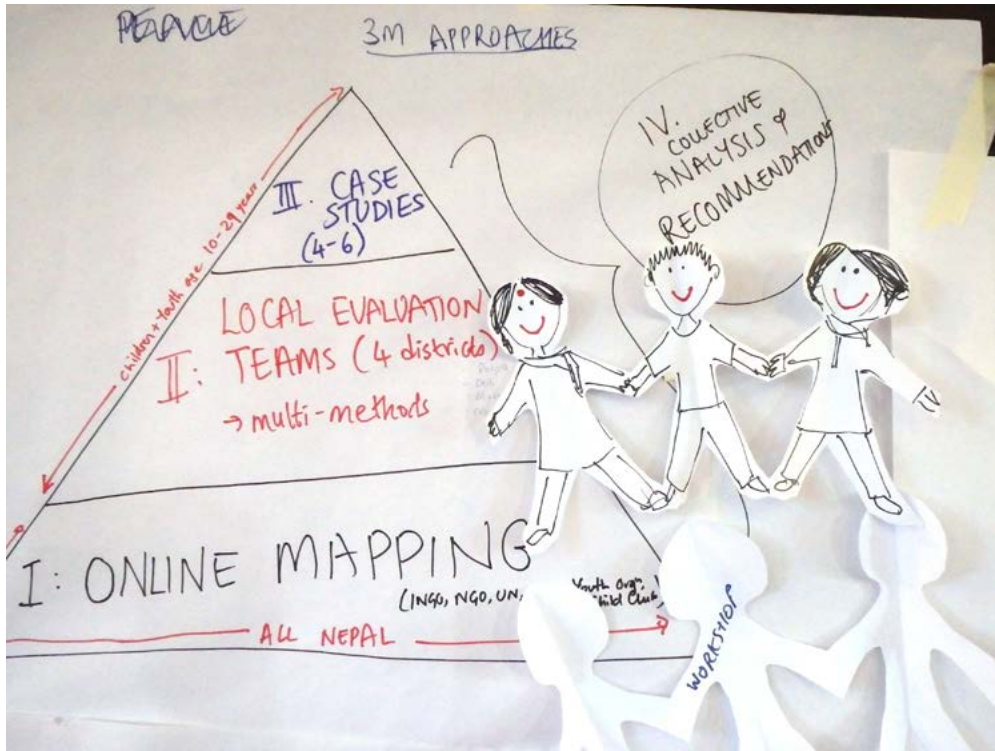 3M APPROACHES
IV.
COLLECTIVE
ANALYSIS &
RECOMMENDATIONS
Children + Youth age 10-29 years
III. CASE
STUDIES
(4-6)
LOCAL EVALUATION
II: TEAMS (4 districts)
→ multi-methods
I: ONLINE MAPPING
(INGO, NGO, UN, Youth Orgn,
Child Club,
ALL NEPAL
WORKSHOP